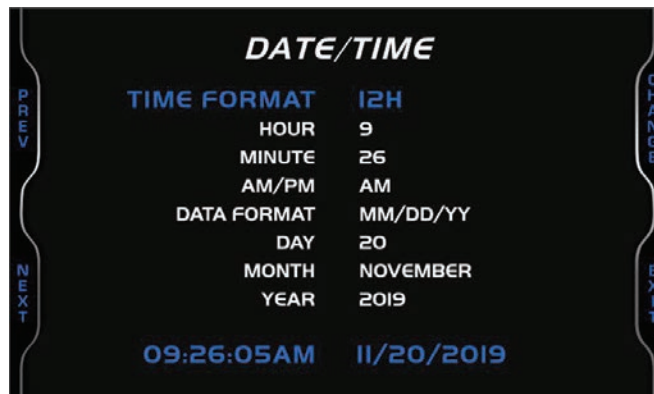 DATE/TIME
TIME FORMAT 12H
HOUR 9
MINUTE 26
AM/PM AM
DATA FORMAT MM/DD/YY
DAY 20
MONTH NOVEMBER
YEAR 2019
09:26:05AM 11/20/2019
PREV
NEXT
CHANGE
EXIT